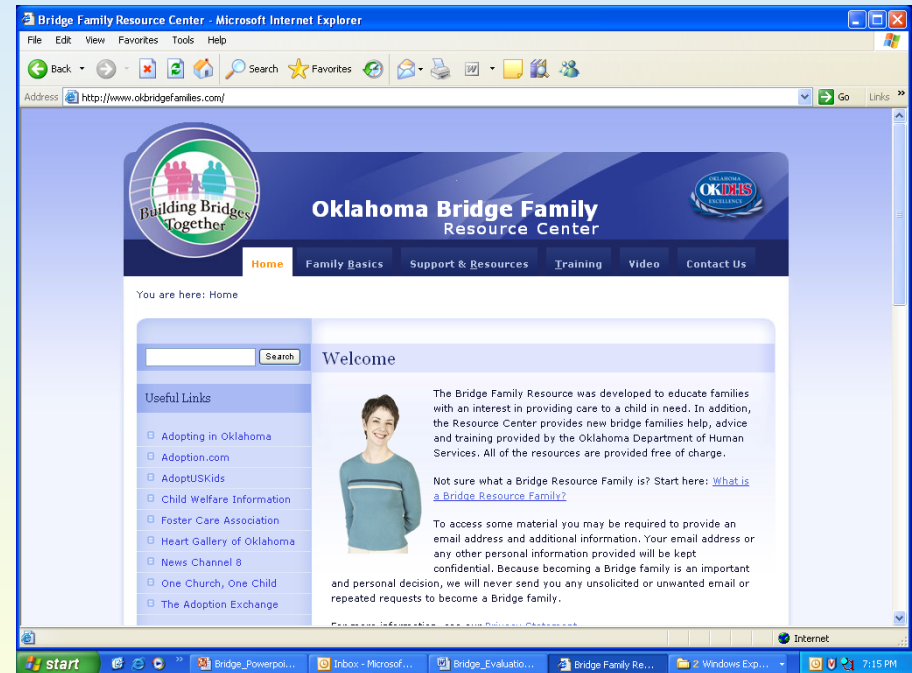 Bridge Family Resource Center - Microsoft Internet Explorer
File Edit View Favorites Tools Help
Back Search Favorites
Address http://www.okbridgefamilies.com/ Go Links »
Building Bridges
Together
OKLAHOMA
OKDHS
EXCELLENCE
Oklahoma Bridge Family
Resource Center
Home Family Basics Support & Resources Training Video Contact Us
You are here: Home
Search
Useful Links
Adopting in Oklahoma
Adoption.com
AdoptUSKids
Child Welfare Information
Foster Care Association
Heart Gallery of Oklahoma
News Channel 8
One Church, One Child
The Adoption Exchange
Welcome
The Bridge Family Resource was developed to educate families
with an interest in providing care to a child in need. In addition,
the Resource Center provides new bridge families help, advice
and training provided by the Oklahoma Department of Human
Services. All of the resources are provided free of charge.
Not sure what a Bridge Resource Family is? Start here: What is
a Bridge Resource Family?
To access some material you may be required to provide an
email address and additional information. Your email address or
any other personal information provided will be kept
confidential. Because becoming a Bridge family is an important
and personal decision, we will never send you any unsolicited or unwanted email or
repeated requests to become a Bridge family.
For more information, see our Privacy Statement
Internet
start » Bridge_Powerpoi... Inbox - Microsof... Bridge_Evaluatio... Bridge Family Re... 2 Windows Exp... 7:15 PM